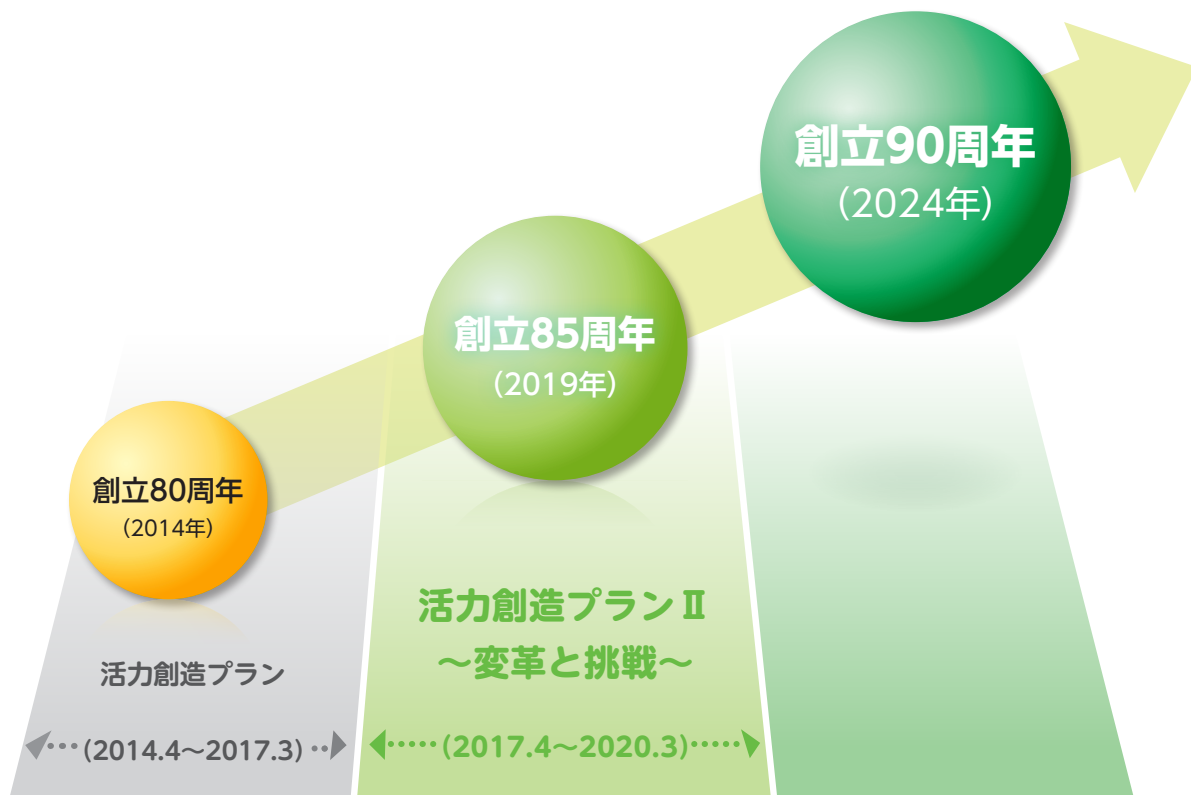 創立90周年
（2024年）
創立85周年
（2019年）
創立80周年
（2014年）
活力創造プランⅡ
～変革と挑戦～
活力創造プラン
(2014.4～2017.3)
(2017.4～2020.3)